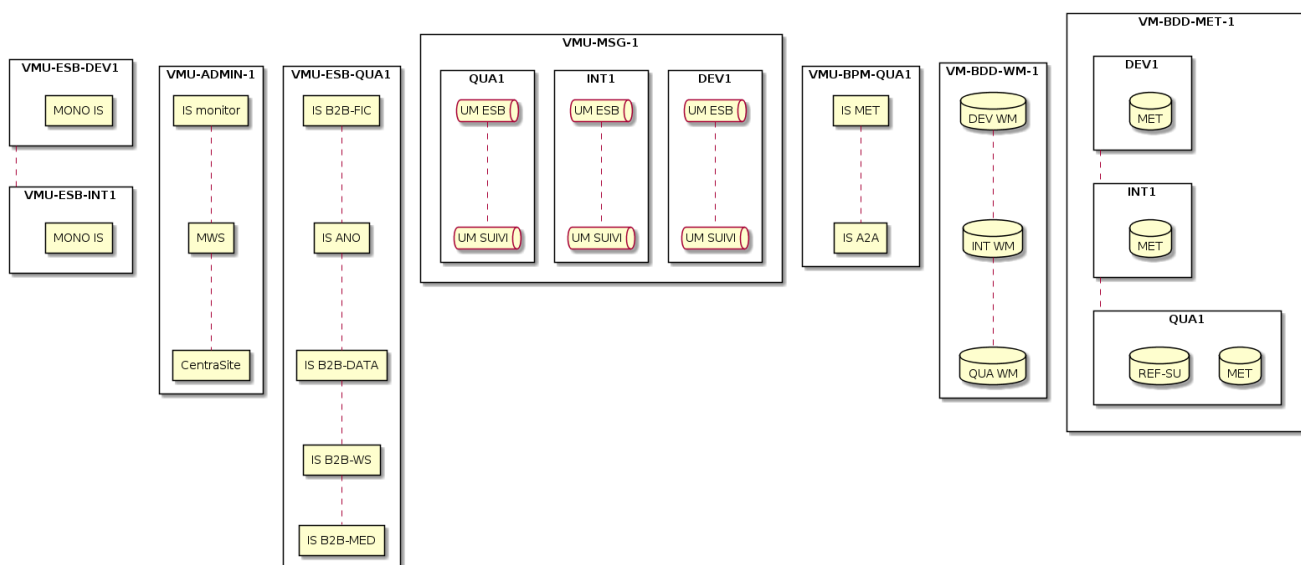 VMU-ESB-DEV1
MONO IS
VMU-ESB-INT1
MONO IS
VMU-ADMIN-1
IS monitor
MWS
CentraSite
VMU-ESB-QUA1
IS B2B-FIC
IS ANO
IS B2B-DATA
IS B2B-WS
IS B2B-MED
VMU-MSG-1
QUA1
UM ESB
UM SUIVI
INT1
UM ESB
UM SUIVI
DEV1
UM ESB
UM SUIVI
VMU-BPM-QUA1
IS MET
IS A2A
VM-BDD-WM-1
DEV WM
INT WM
QUA WM
VM-BDD-MET-1
DEV1
MET
INT1
MET
QUA1
REF-SU
MET